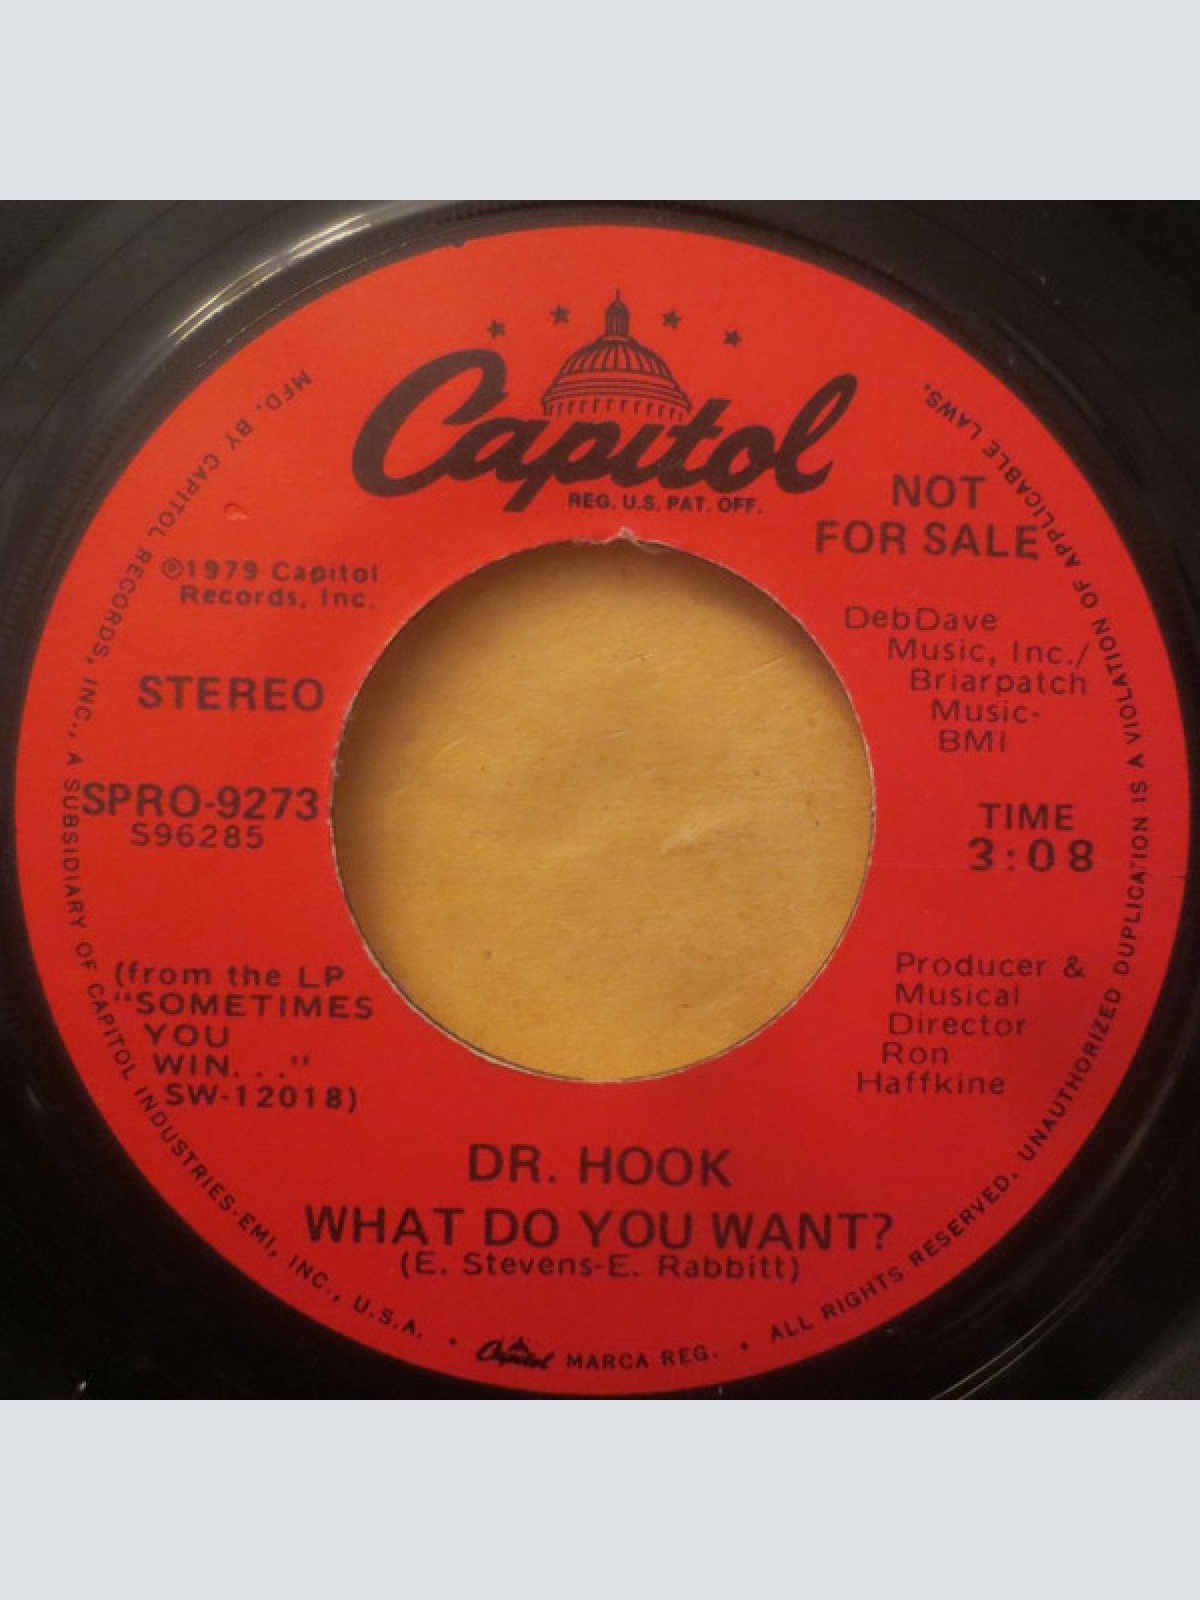 Capitol
REG. U.S. PAT. OFF.
NOT
FOR SALE
℗1979 Capitol
Records, Inc.
STEREO
SPRO-9273
S96285
(from the LP
"SOMETIMES
YOU
WIN. . ."
SW-12018)
DebDave
Music, Inc./
Briarpatch
Music-
BMI
TIME
3:08
Producer &
Musical
Director
Ron
Haffkine
DR. HOOK
WHAT DO YOU WANT?
(E. Stevens-E. Rabbitt)
MFD. BY CAPITOL RECORDS, INC., A SUBSIDIARY OF CAPITOL INDUSTRIES-EMI, INC., U.S.A. • Capitol MARCA REG. • ALL RIGHTS RESERVED. UNAUTHORIZED DUPLICATION IS A VIOLATION OF APPLICABLE LAWS.